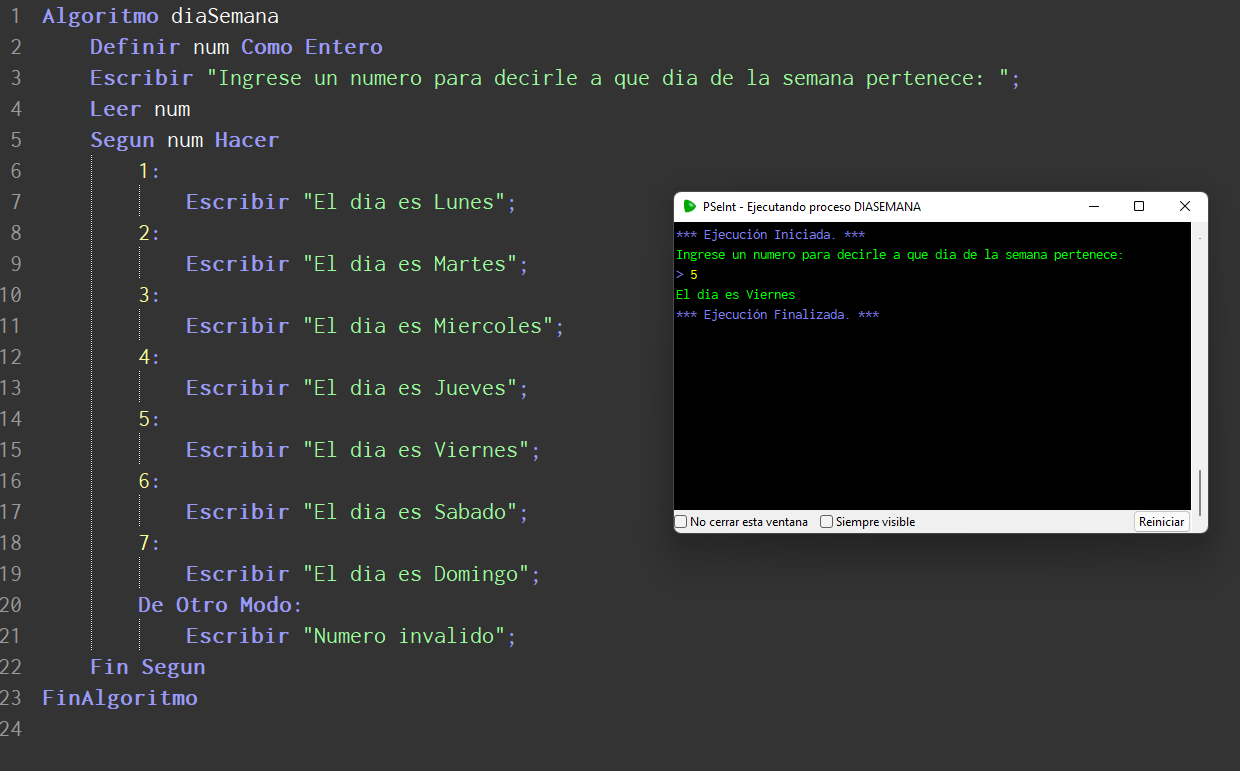 1 Algoritmo diaSemana
2 Definir num Como Entero
3 Escribir "Ingrese un numero para decirle a que dia de la semana pertenece: ";
4 Leer num
5 Segun num Hacer
6 1:
7 Escribir "El dia es Lunes";
8 2:
9 Escribir "El dia es Martes";
10 3:
11 Escribir "El dia es Miercoles";
12 4:
13 Escribir "El dia es Jueves";
14 5:
15 Escribir "El dia es Viernes";
16 6:
17 Escribir "El dia es Sabado";
18 7:
19 Escribir "El dia es Domingo";
20 De Otro Modo:
21 Escribir "Numero invalido";
22 Fin Segun
23 FinAlgoritmo
24
PSeInt - Ejecutando proceso DIASEMANA
*** Ejecución Iniciada. ***
Ingrese un numero para decirle a que dia de la semana pertenece:
> 5
El dia es Viernes
*** Ejecución Finalizada. ***
No cerrar esta ventana Siempre visible Reiniciar